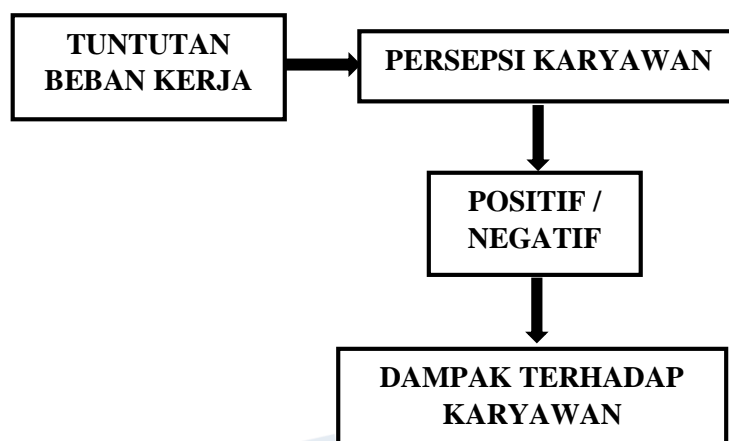 TUNTUTAN
BEBAN KERJA
PERSEPSI KARYAWAN
POSITIF /
NEGATIF
DAMPAK TERHADAP
KARYAWAN